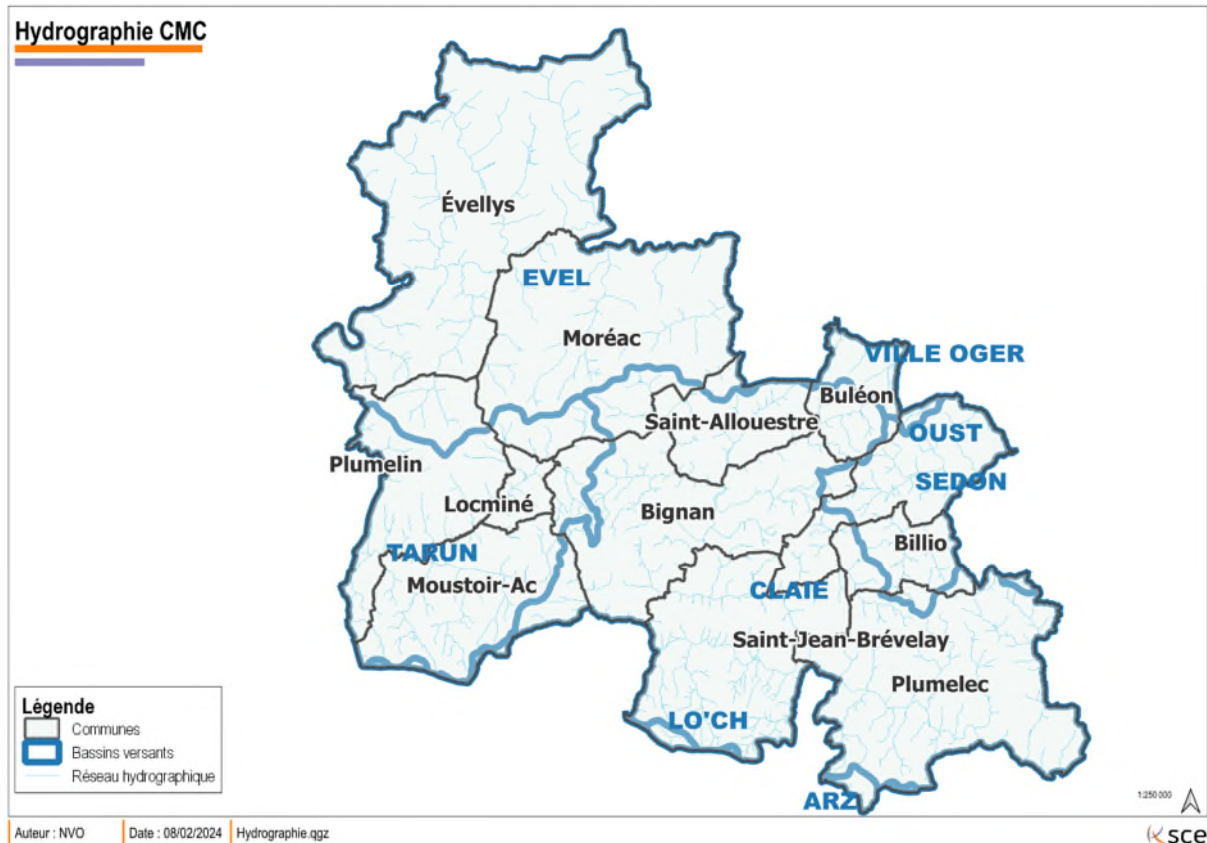 Hydrographie CMC
Évellys
EVEL
Moréac
VILLE OGER
Buléon
Saint-Allouestre
OUST
Plumelin
SEDON
Locminé
Bignan
Billio
TARUN
Moustoir-Ac
CLAIE
Saint-Jean-Brévelay
Plumelec
LO'CH
ARZ
Légende
Communes
Bassins versants
Réseau hydrographique
1:250 000
Auteur : NVO
Date : 08/02/2024
Hydrographie.qgz
sce